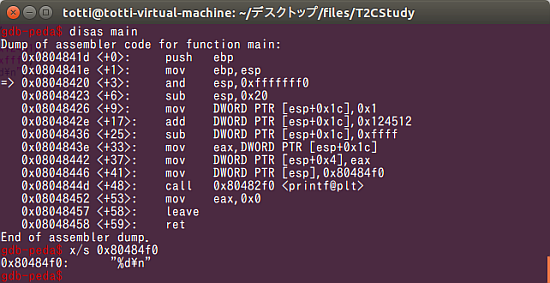 totti@totti-virtual-machine: ~/デスクトップ/files/T2CStudy
gdb-peda$ disas main
Dump of assembler code for function main:
   0x0804841d <+0>:     push   ebp
   0x0804841e <+1>:     mov    ebp,esp
=> 0x08048420 <+3>:     and    esp,0xfffffff0
   0x08048423 <+6>:     sub    esp,0x20
   0x08048426 <+9>:     mov    DWORD PTR [esp+0x1c],0x1
   0x0804842e <+17>:    add    DWORD PTR [esp+0x1c],0x124512
   0x08048436 <+25>:    sub    DWORD PTR [esp+0x1c],0xffff
   0x0804843e <+33>:    mov    eax,DWORD PTR [esp+0x1c]
   0x08048442 <+37>:    mov    DWORD PTR [esp+0x4],eax
   0x08048446 <+41>:    mov    DWORD PTR [esp],0x80484f0
   0x0804844d <+48>:    call   0x80482f0 <printf@plt>
   0x08048452 <+53>:    mov    eax,0x0
   0x08048457 <+58>:    leave
   0x08048458 <+59>:    ret
End of assembler dump.
gdb-peda$ x/s 0x80484f0
0x80484f0:      "%d¥n"
gdb-peda$